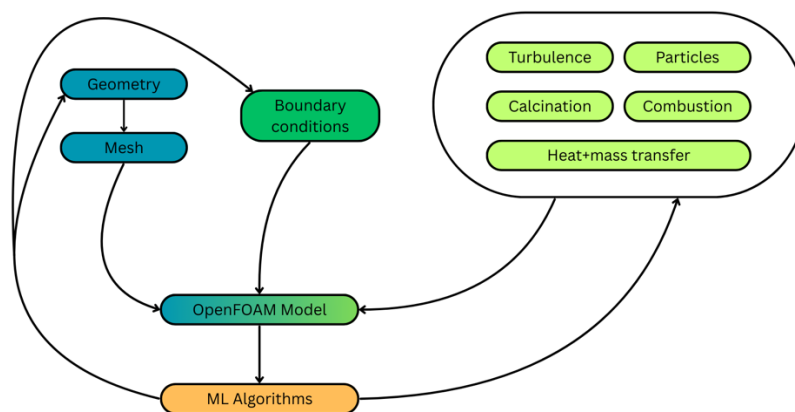 Geometry
Mesh
Boundary
conditions
Turbulence
Particles
Calcination
Combustion
Heat+mass transfer
OpenFOAM Model
ML Algorithms